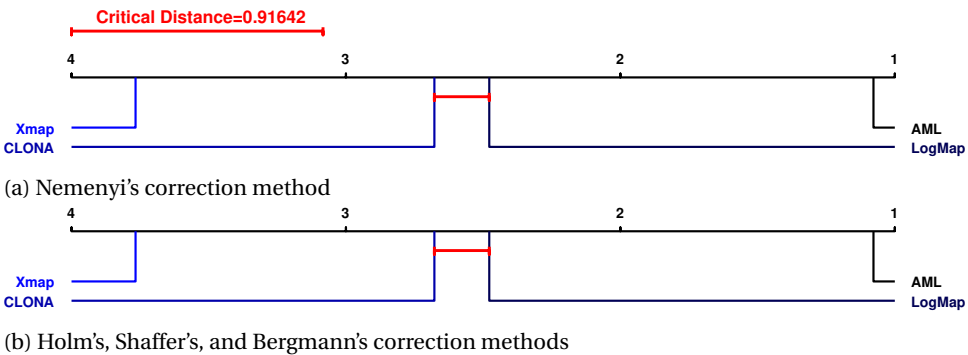 Critical Distance=0.91642
4 3 2 1
Xmap AML
CLONA LogMap
(a) Nemenyi's correction method
4 3 2 1
Xmap AML
CLONA LogMap
(b) Holm's, Shaffer's, and Bergmann's correction methods